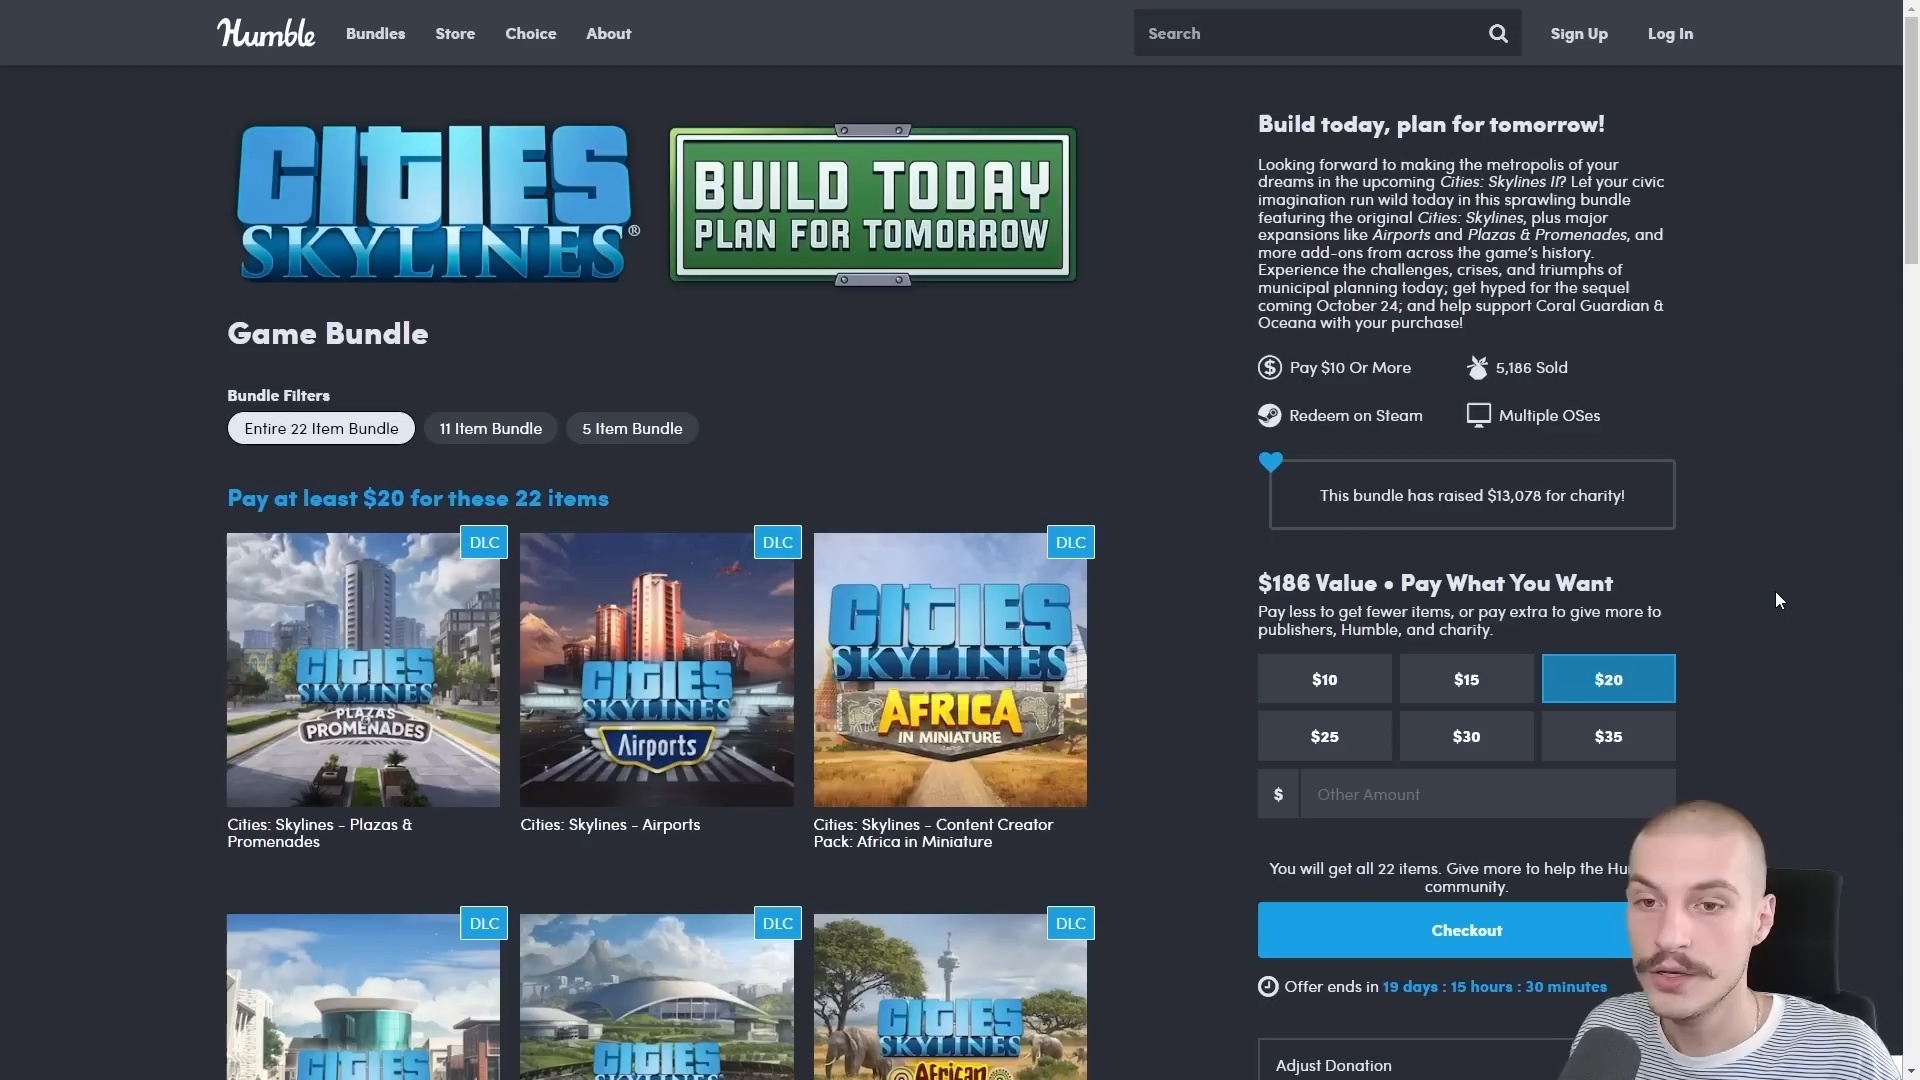 Humble
Bundles
Store
Choice
About
Search
Sign Up
Log In
CITIES
SKYLINES®
BUILD TODAY
PLAN FOR TOMORROW
Game Bundle
Bundle Filters
Entire 22 Item Bundle
11 Item Bundle
5 Item Bundle
Pay at least $20 for these 22 items
DLC
CITIES
SKYLINES
PLAZAS
PROMENADES
Cities: Skylines - Plazas &
Promenades
DLC
CITIES
SKYLINES
Airports
Cities: Skylines - Airports
DLC
CITIES
SKYLINES
AFRICA
IN MINIATURE
Cities: Skylines - Content Creator
Pack: Africa in Miniature
DLC
CITIES
DLC
CITIES
SKYLINES
DLC
CITIES
SKYLINES
African
Build today, plan for tomorrow!
Looking forward to making the metropolis of your
dreams in the upcoming Cities: Skylines II? Let your civic
imagination run wild today in this sprawling bundle
featuring the original Cities: Skylines, plus major
expansions like Airports and Plazas & Promenades, and
more add-ons from across the game's history.
Experience the challenges, crises, and triumphs of
municipal planning today; get hyped for the sequel
coming October 24; and help support Coral Guardian &
Oceana with your purchase!
Pay $10 Or More
5,186 Sold
Redeem on Steam
Multiple OSes
This bundle has raised $13,078 for charity!
$186 Value • Pay What You Want
Pay less to get fewer items, or pay extra to give more to
publishers, Humble, and charity.
$10
$15
$20
$25
$30
$35
$
Other Amount
You will get all 22 items. Give more to help the Hu
community.
Checkout
Offer ends in 19 days : 15 hours : 30 minutes
Adjust Donation